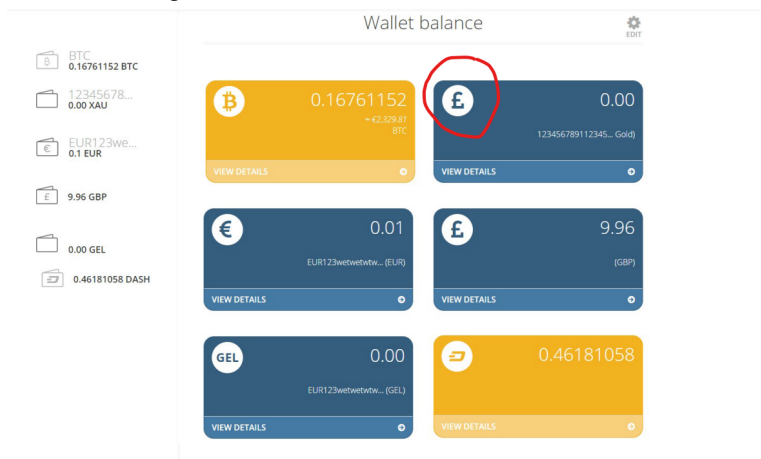 Wallet balance
EDIT
BTC
0.16761152 BTC
12345678...
0.00 XAU
EUR123we...
0.1 EUR
9.96 GBP
0.00 GEL
0.46181058 DASH
0.16761152
~ €2,329.81
BTC
VIEW DETAILS
£
0.00
123456789112345... Gold)
VIEW DETAILS
€
0.01
EUR123wetwetwtw... (EUR)
VIEW DETAILS
£
9.96
(GBP)
VIEW DETAILS
GEL
0.00
EUR123wetwetwtw... (GEL)
VIEW DETAILS
0.46181058
VIEW DETAILS